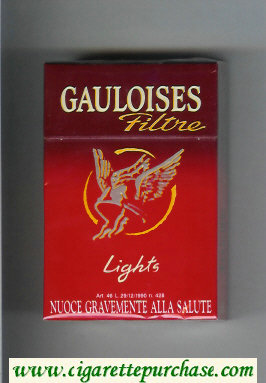 GAULOISES
Filtre
Lights
Art. 46 L. 29/12/1990 n. 428
NUOCE GRAVEMENTE ALLA SALUTE
www.cigarettepurchase.com